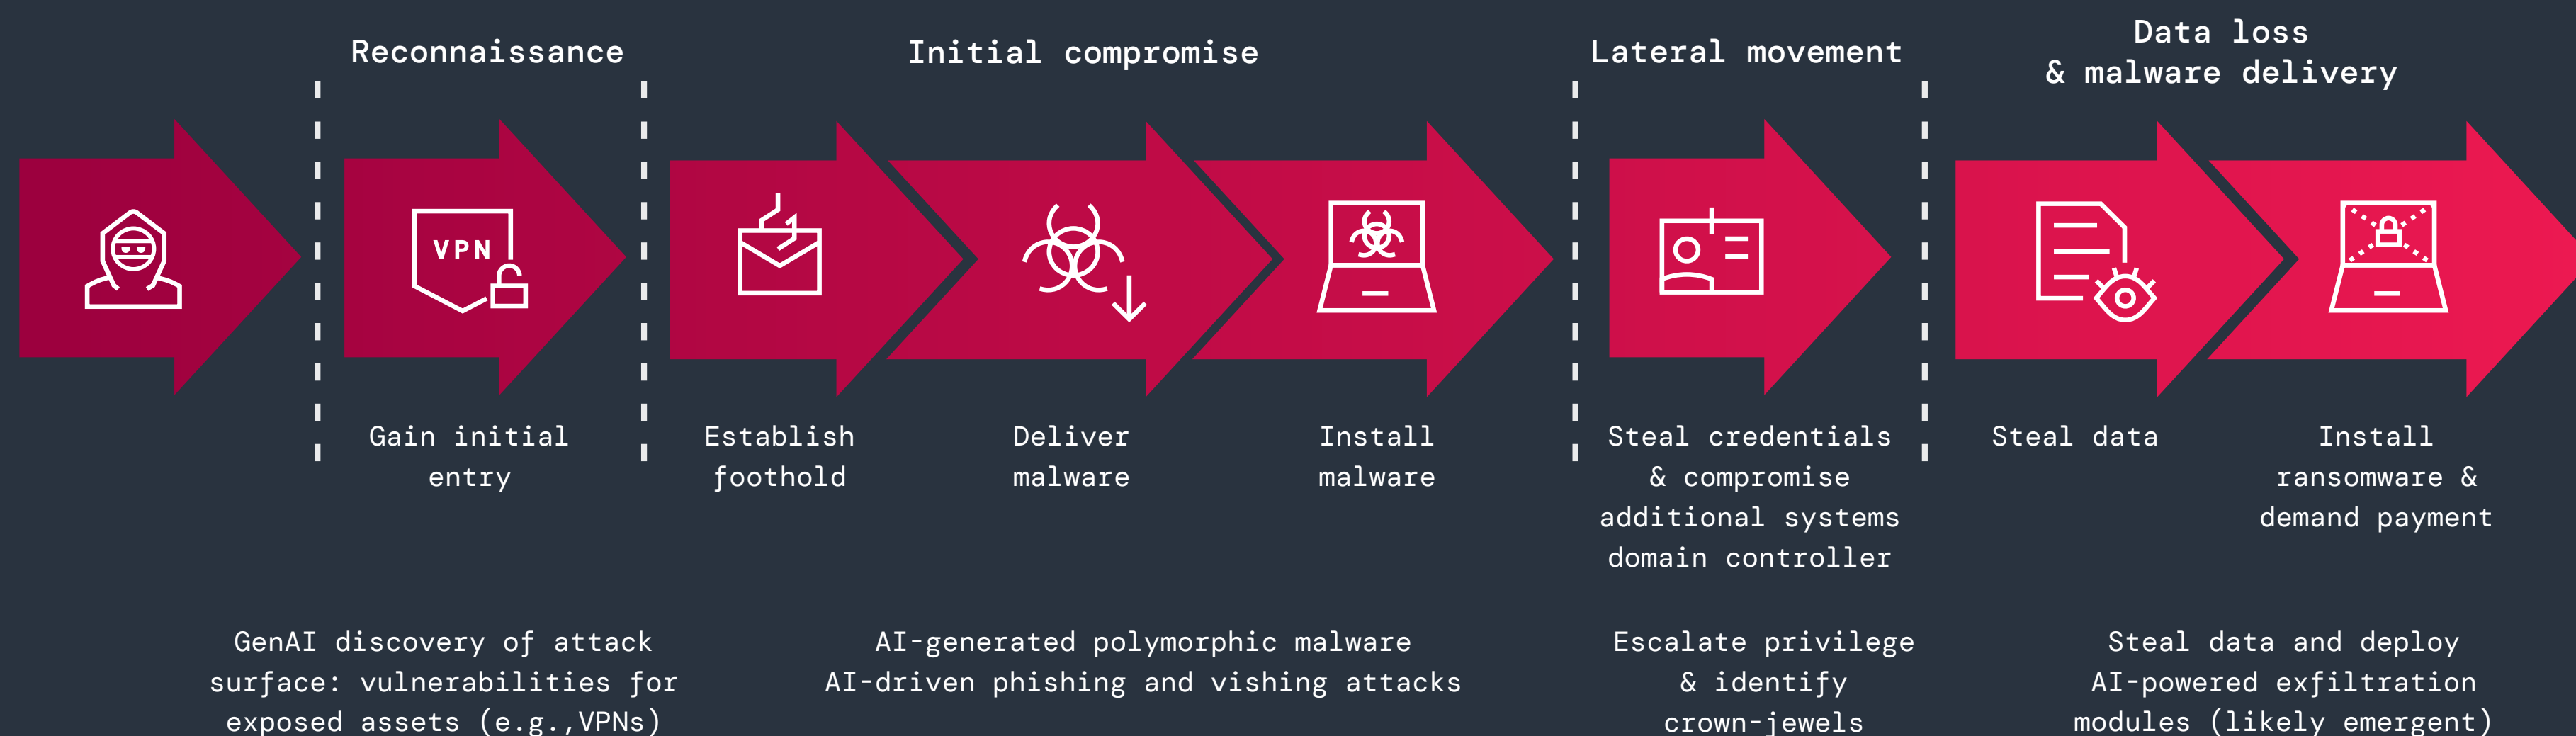 Reconnaissance
Initial compromise
Lateral movement
Data loss
& malware delivery
VPN
Gain initial
entry
Establish
foothold
Deliver
malware
Install
malware
Steal credentials
& compromise
additional systems
domain controller
Steal data
Install
ransomware &
demand payment
GenAI discovery of attack
surface: vulnerabilities for
exposed assets (e.g.,VPNs)
AI-generated polymorphic malware
AI-driven phishing and vishing attacks
Escalate privilege
& identify
crown-jewels
Steal data and deploy
AI-powered exfiltration
modules (likely emergent)